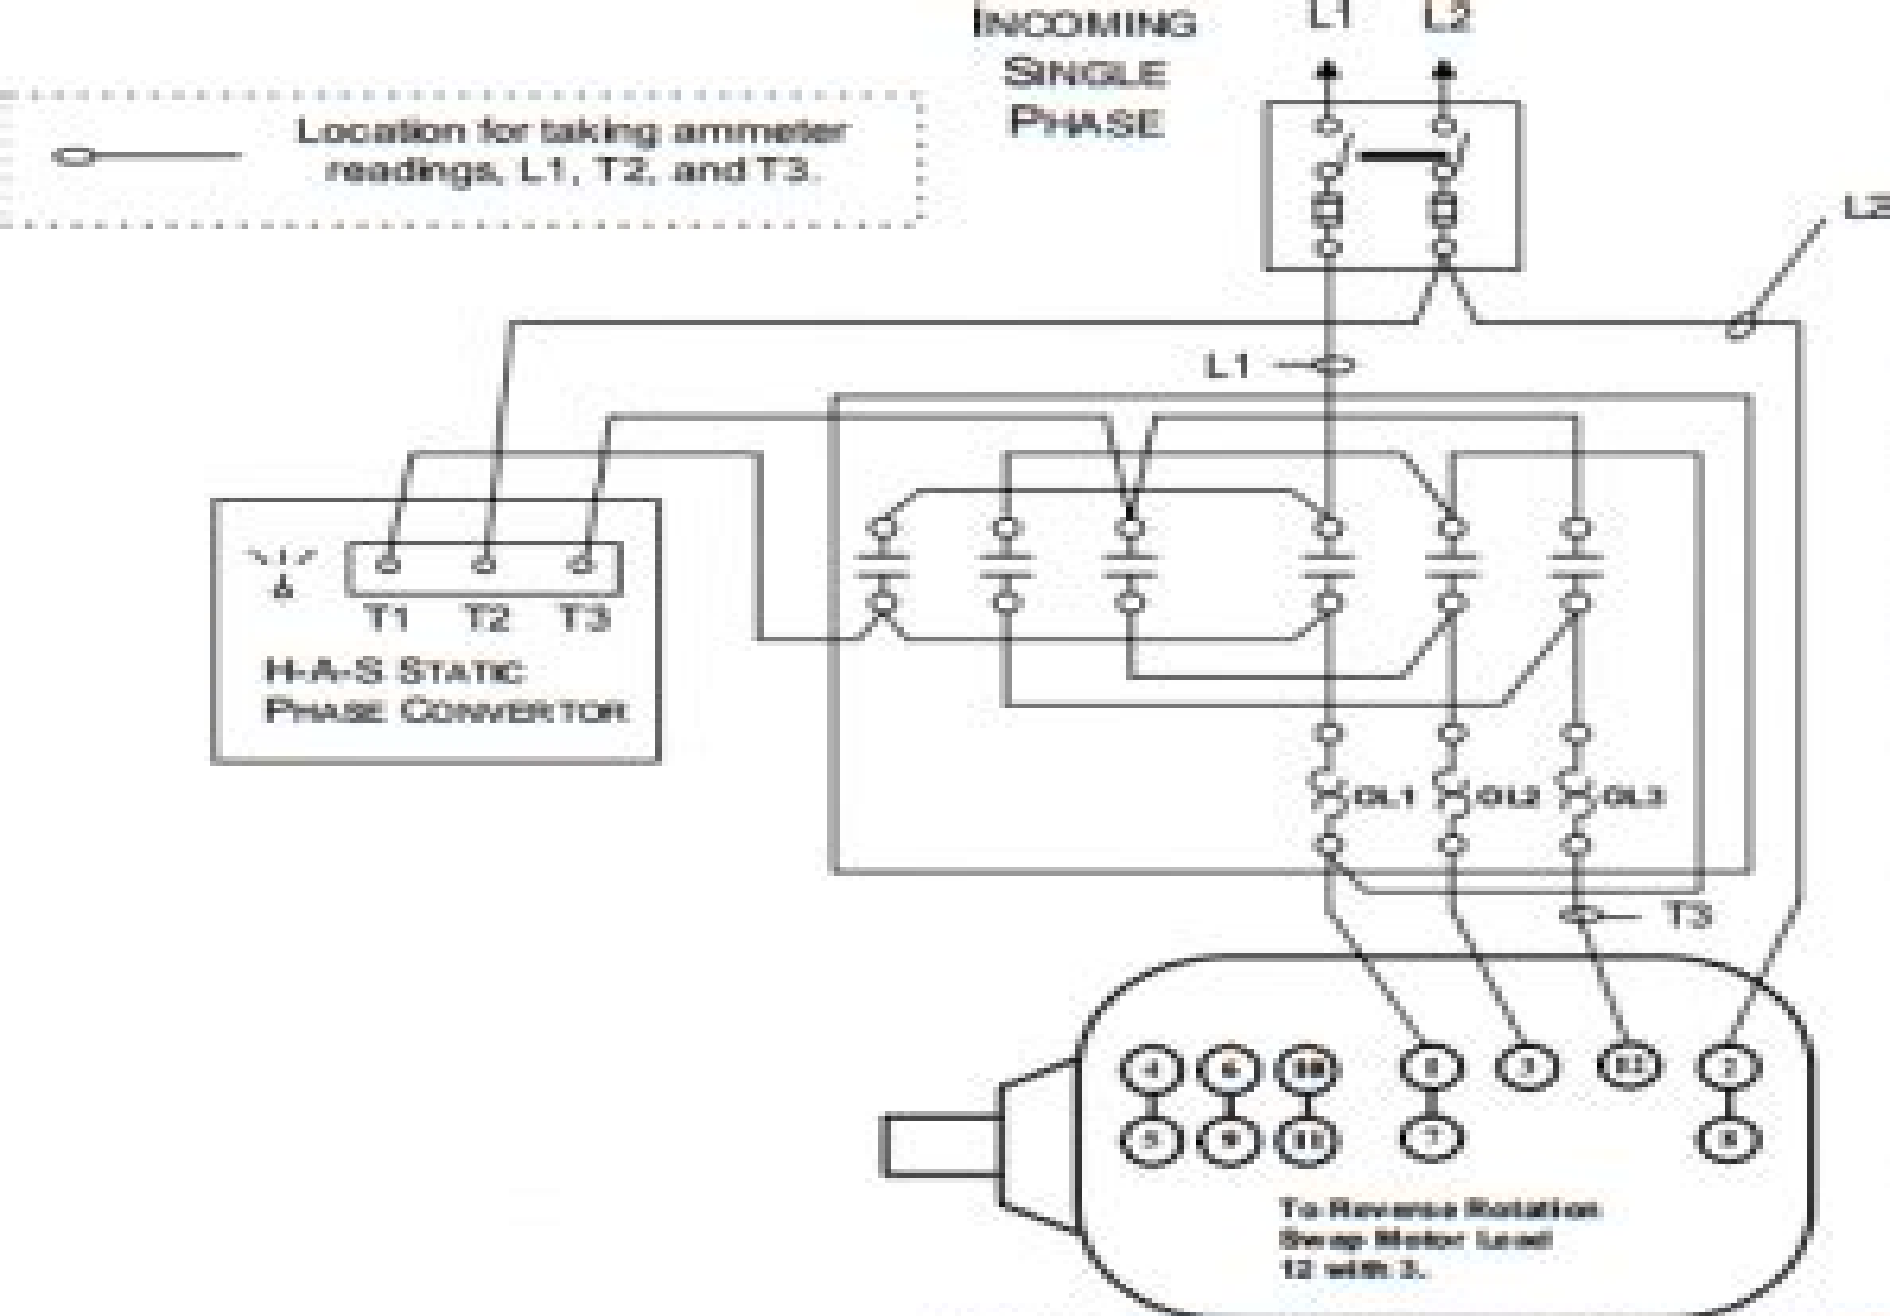 INCOMING
SINGLE
PHASE
L1 L2
Location for taking ammeter
readings, L1, T2, and T3.
L2
L1
T1 T2 T3
H-A-S STATIC
PHASE CONVERTOR
OL1 OL2 OL3
T3
4 6 10 3 12 2
5 9 11 7 8
To Reverse Rotation
Swap Motor Lead
12 with 3.